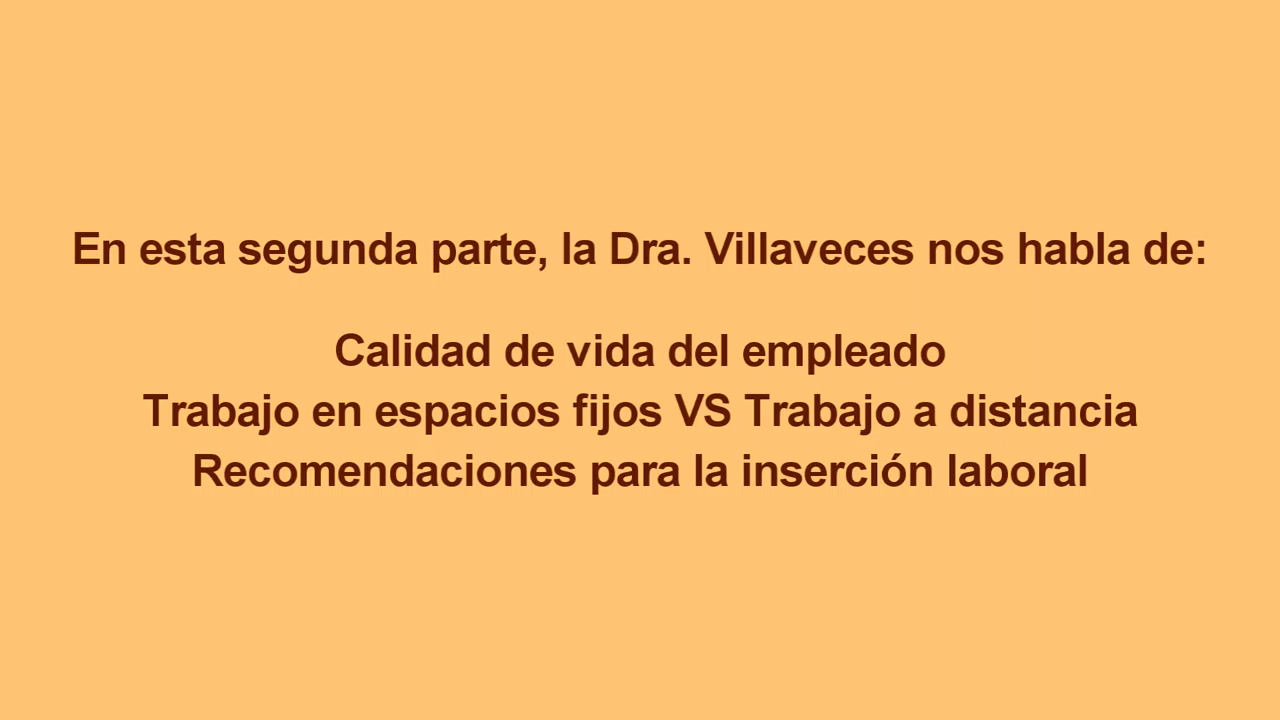 En esta segunda parte, la Dra. Villaveces nos habla de:
Calidad de vida del empleado
Trabajo en espacios fijos VS Trabajo a distancia
Recomendaciones para la inserción laboral